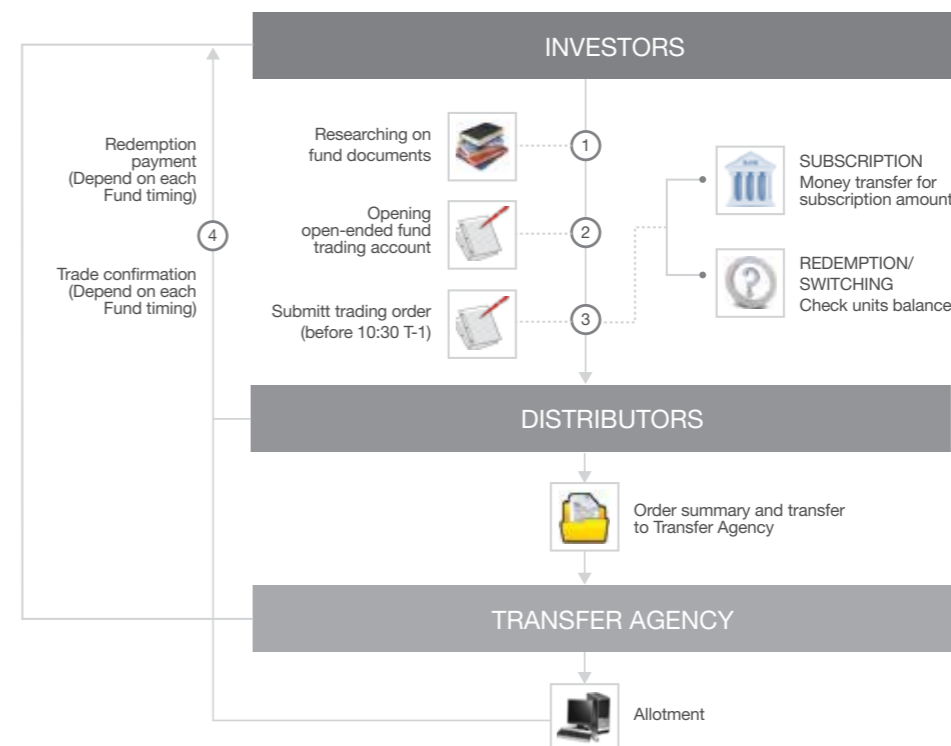 INVESTORS
Researching on
fund documents
1
Opening
open-ended fund
trading account
2
Submitt trading order
(before 10:30 T-1)
3
SUBSCRIPTION
Money transfer for
subscription amount
REDEMPTION/
SWITCHING
Check units balance
Redemption
payment
(Depend on each
Fund timing)
4
Trade confirmation
(Depend on each
Fund timing)
DISTRIBUTORS
Order summary and transfer
to Transfer Agency
TRANSFER AGENCY
Allotment